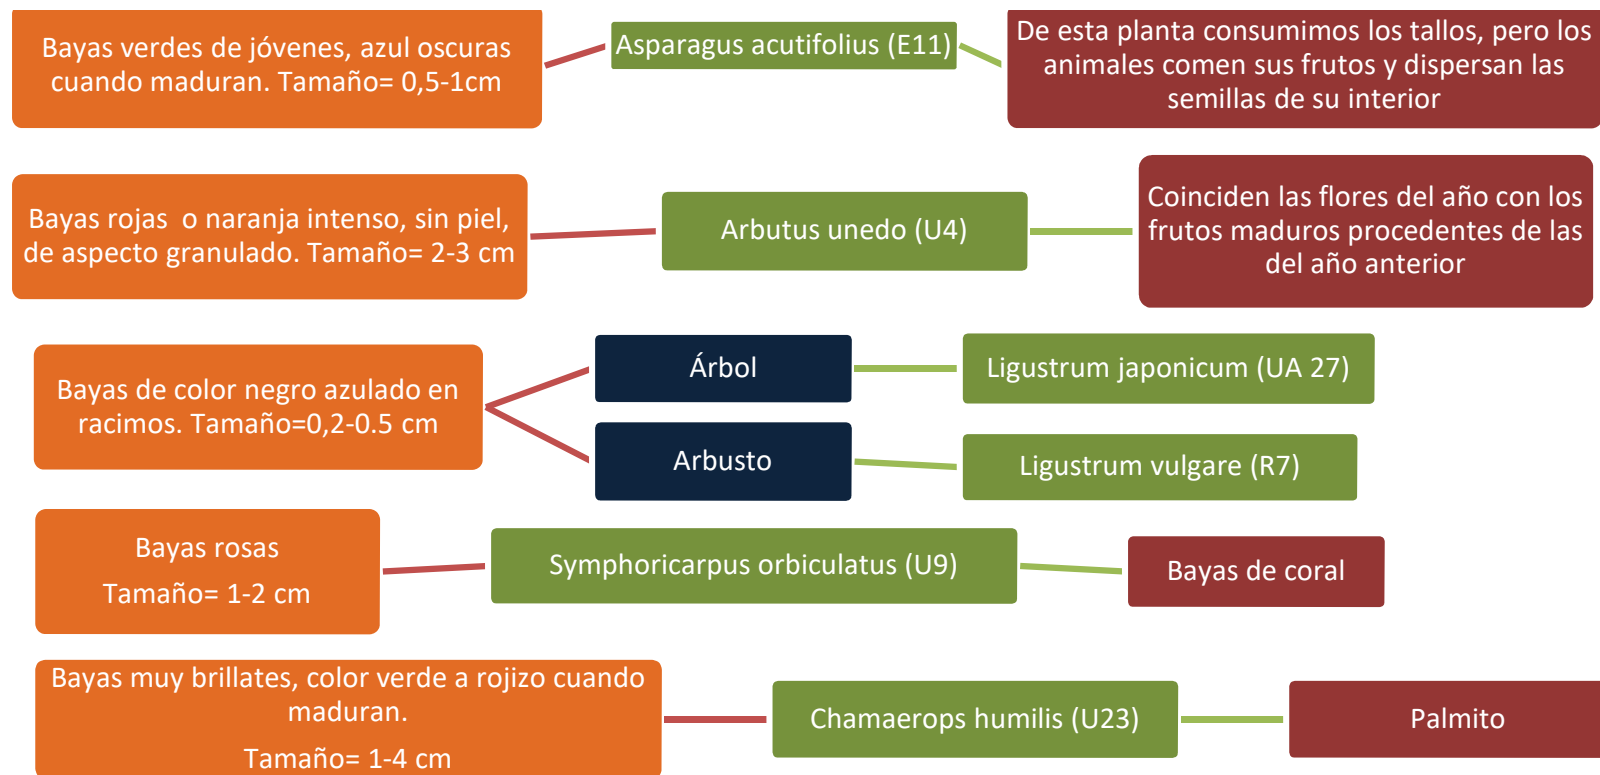 Bayas verdes de jóvenes, azul oscuras
cuando maduran. Tamaño= 0,5-1cm
Asparagus acutifolius (E11)
De esta planta consumimos los tallos, pero los
animales comen sus frutos y dispersan las
semillas de su interior
Bayas rojas o naranja intenso, sin piel,
de aspecto granulado. Tamaño= 2-3 cm
Arbutus unedo (U4)
Coinciden las flores del año con los
frutos maduros procedentes de las
del año anterior
Bayas de color negro azulado en
racimos. Tamaño=0,2-0.5 cm
Árbol
Ligustrum japonicum (UA 27)
Arbusto
Ligustrum vulgare (R7)
Bayas rosas
Tamaño= 1-2 cm
Symphoricarpus orbiculatus (U9)
Bayas de coral
Bayas muy brillates, color verde a rojizo cuando
maduran.
Tamaño= 1-4 cm
Chamaerops humilis (U23)
Palmito